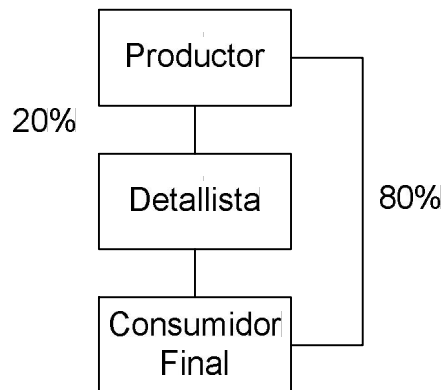 Productor
20%
Detallista
80%
Consumidor
Final